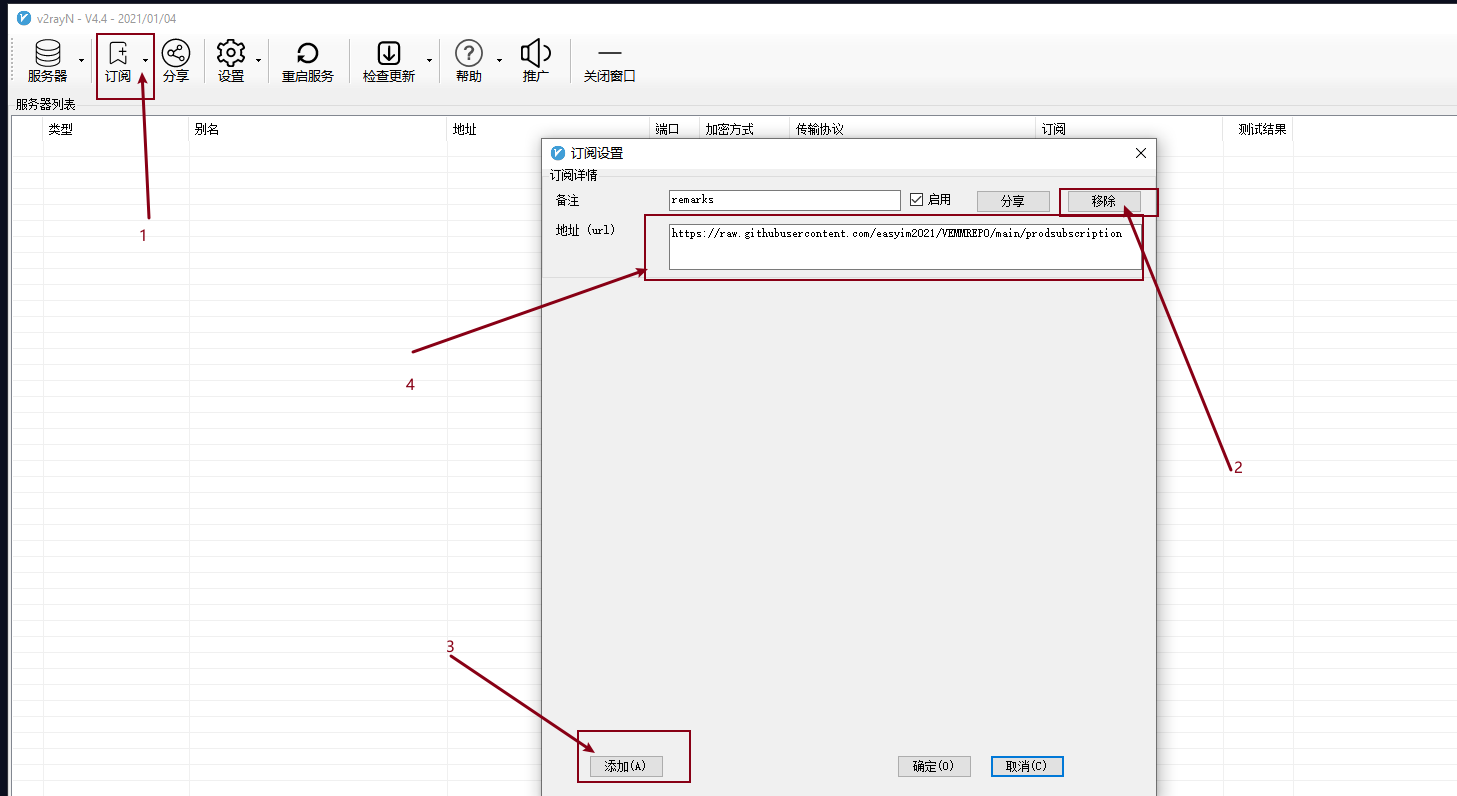 v2rayN - V4.4 - 2021/01/04
服务器 订阅 分享 设置 重启服务 检查更新 帮助 推广 关闭窗口
服务器列表
类型 别名 地址 端口 加密方式 传输协议 订阅 测试结果
订阅设置
订阅详情
备注 remarks 启用 分享 移除
地址 (url) https://raw.githubusercontent.com/easyim2021/VEMMREPO/main/prodsubscription
1
4
2
3
添加(A) 确定(O) 取消(C)